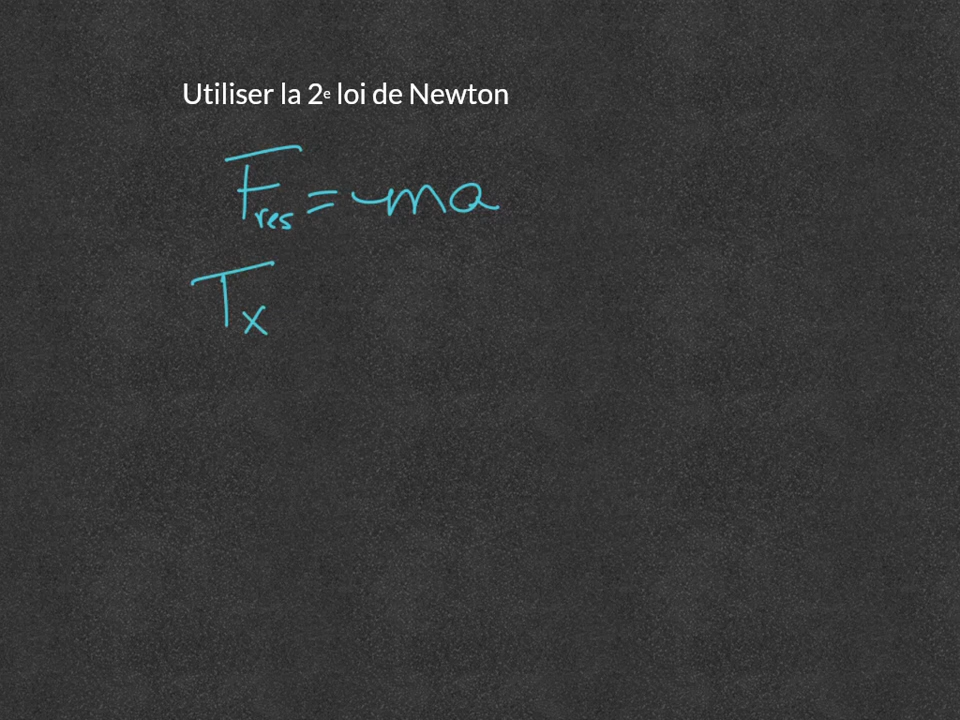 Utiliser la 2e loi de Newton
Fres = ma
Tx